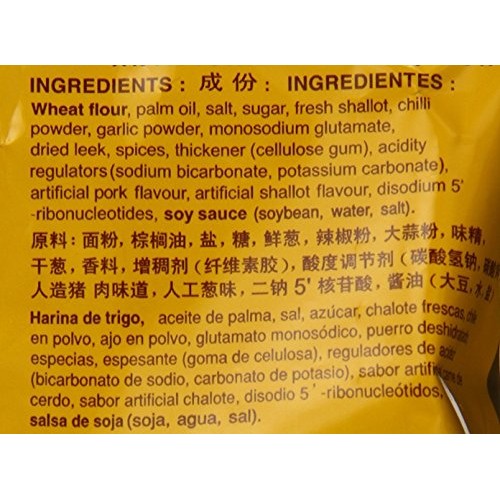 INGREDIENTS : 成 份 : INGREDIENTES :
Wheat flour, palm oil, salt, sugar, fresh shallot, chilli
powder, garlic powder, monosodium glutamate,
dried leek, spices, thickener (cellulose gum), acidity
regulators (sodium bicarbonate, potassium carbonate),
artificial pork flavour, artificial shallot flavour, disodium 5'
-ribonucleotides, soy sauce (soybean, water, salt).
原料: 面粉, 棕榈油, 盐, 糖, 鲜葱, 辣椒粉, 大蒜粉, 味精,
干葱, 香料, 增稠剂 (纤维素胶), 酸度调节剂 (碳酸氢钠,
人造猪 肉味道, 人工葱味, 二钠 5' 核苷酸, 酱油 (大豆, 水,
Harina de trigo, aceite de palma, sal, azúcar, chalote frescas,
en polvo, ajo en polvo, glutamato monosódico, puerro
especias, espesante (goma de celulosa), reguladores de
(bicarbonato de sodio, carbonato de potasio), sabor artificial
cerdo, sabor artificial chalote, disodio 5' -ribonucleótidos,
salsa de soja (soja, agua, sal).